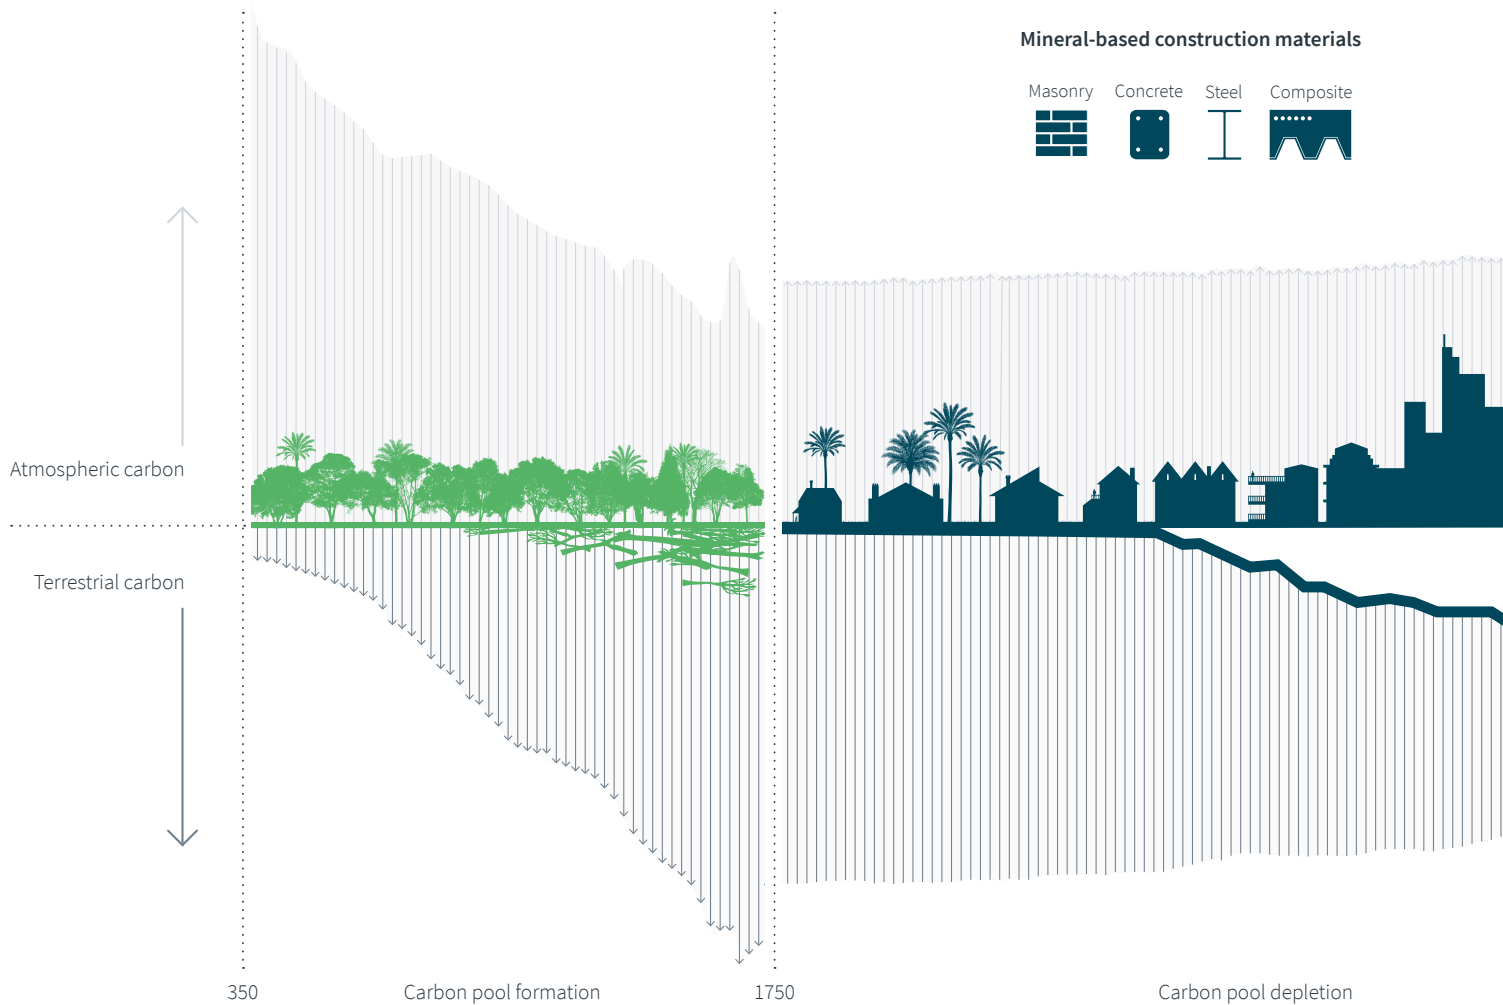 Mineral-based construction materials
Masonry Concrete Steel Composite
Atmospheric carbon
Terrestrial carbon
350 Carbon pool formation 1750 Carbon pool depletion